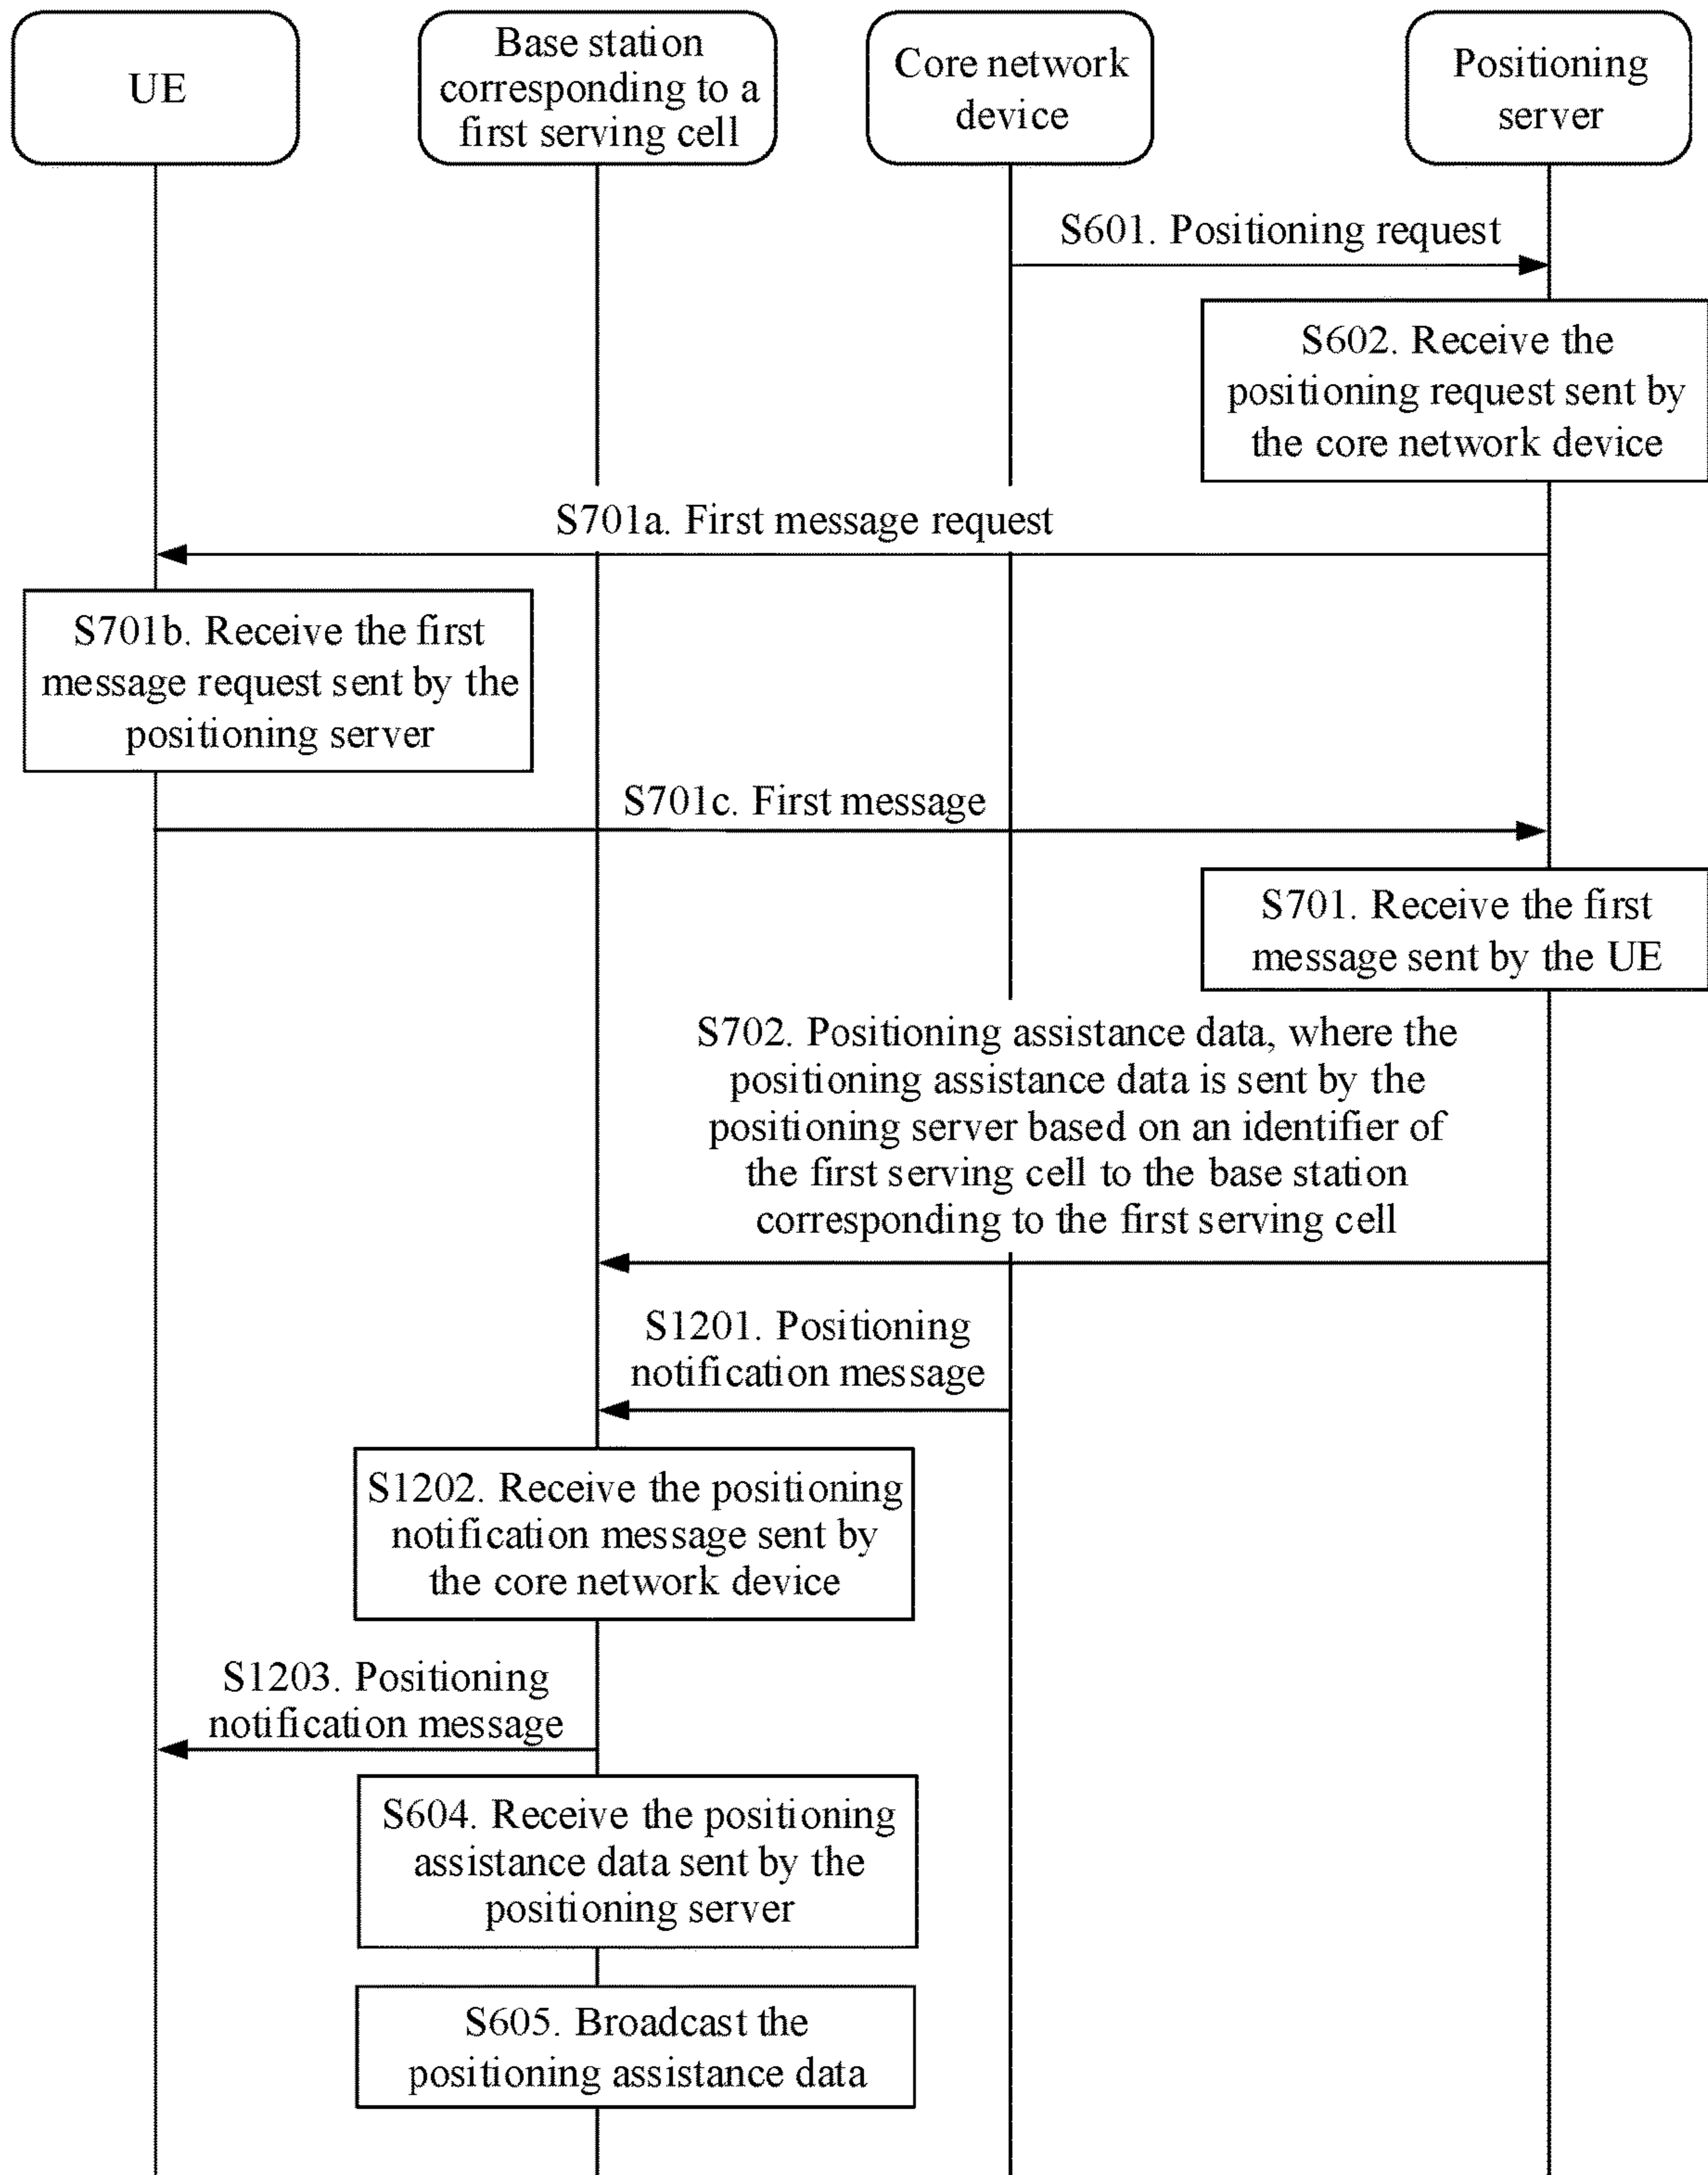 UE
Base station
corresponding to a
first serving cell
Core network
device
Positioning
server
S601. Positioning request
S602. Receive the
positioning request sent by
the core network device
S701a. First message request
S701b. Receive the first
message request sent by the
positioning server
S701c. First message
S701. Receive the first
message sent by the UE
S702. Positioning assistance data, where the
positioning assistance data is sent by the
positioning server based on an identifier of
the first serving cell to the base station
corresponding to the first serving cell
S1201. Positioning
notification message
S1202. Receive the positioning
notification message sent by
the core network device
S1203. Positioning
notification message
S604. Receive the positioning
assistance data sent by the
positioning server
S605. Broadcast the
positioning assistance data